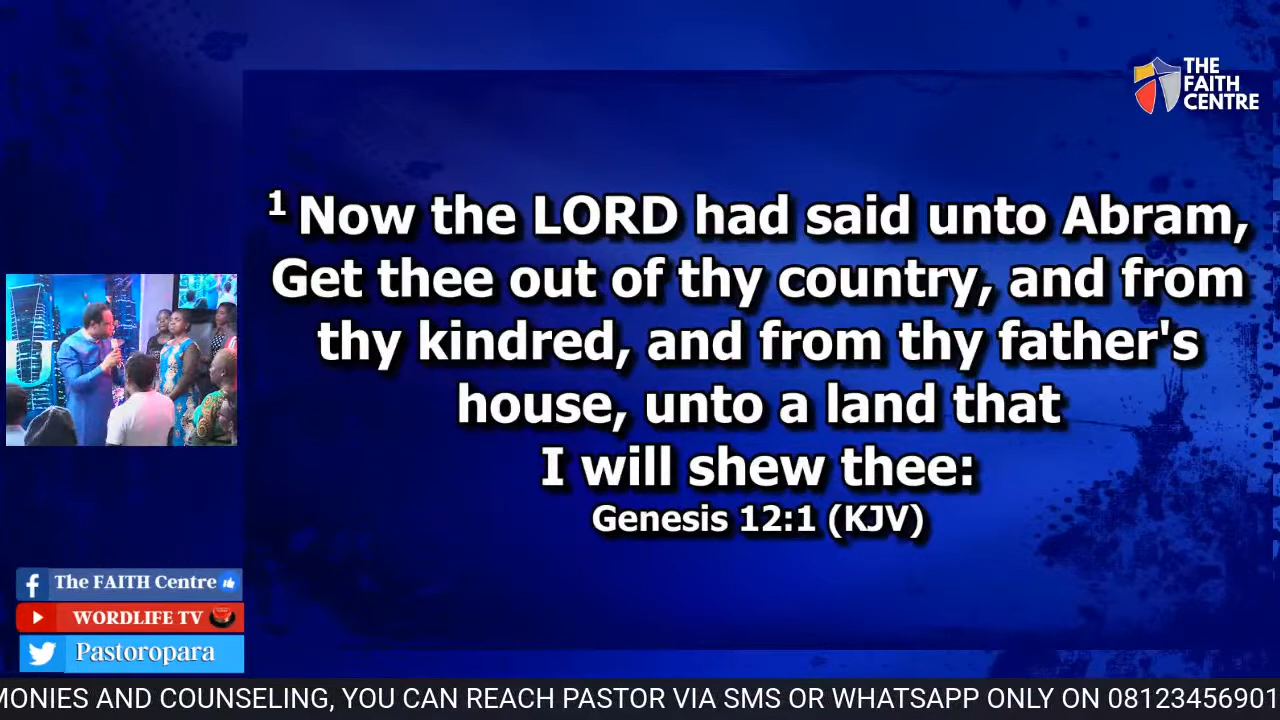 THE
FAITH
CENTRE
1 Now the LORD had said unto Abram,
Get thee out of thy country, and from
thy kindred, and from thy father's
house, unto a land that
I will shew thee:
Genesis 12:1 (KJV)
The FAITH Centre
WORDLIFE TV
Pastoropara
MONIES AND COUNSELING, YOU CAN REACH PASTOR VIA SMS OR WHATSAPP ONLY ON 08123456901